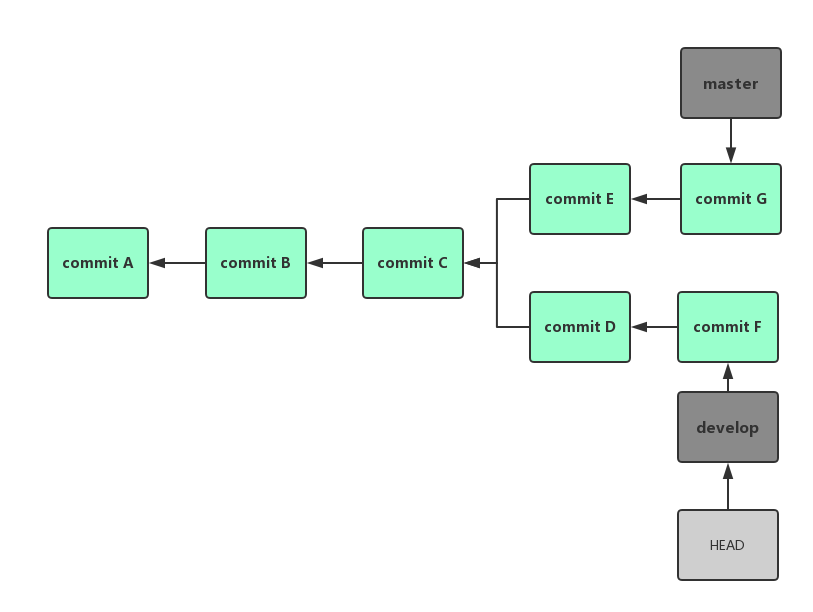 master
commit E
commit G
commit A
commit B
commit C
commit D
commit F
develop
HEAD